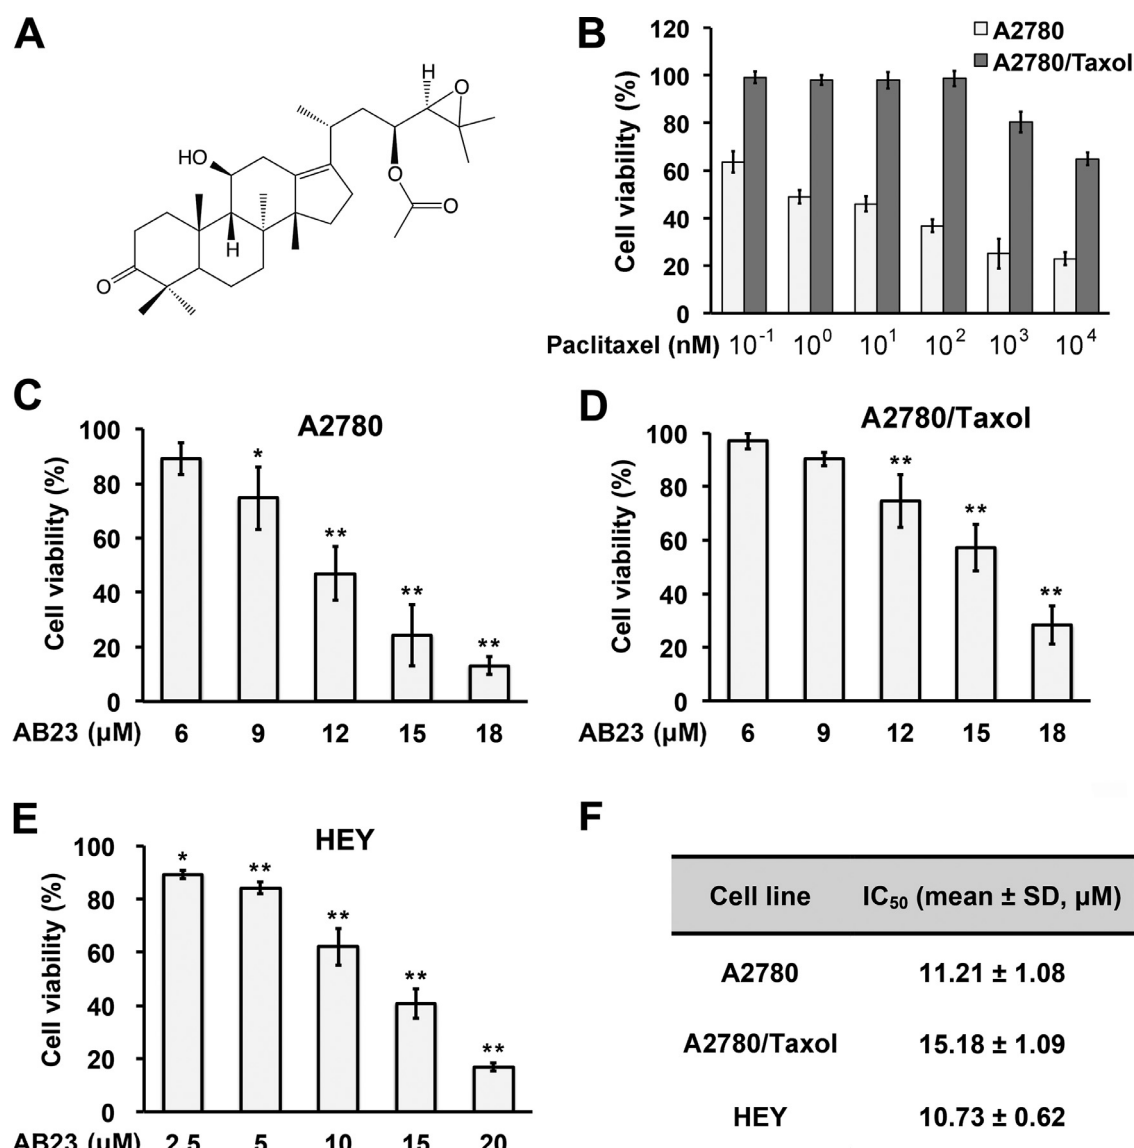 A
H
O
HO
O
O
H
O
B
120
100
80
60
40
20
0
Cell viability (%)
A2780
A2780/Taxol
Paclitaxel (nM) 10⁻¹ 10⁰ 10¹ 10² 10³ 10⁴
C
A2780
100
80
60
40
20
0
Cell viability (%)
*
**
**
**
AB23 (µM) 6 9 12 15 18
D
A2780/Taxol
100
80
60
40
20
0
Cell viability (%)
**
**
**
AB23 (µM) 6 9 12 15 18
E
HEY
100
80
60
40
20
0
Cell viability (%)
*
**
**
**
**
AB23 (µM) 2.5 5 10 15 20
F
Cell line IC₅₀ (mean ± SD, µM)
A2780 11.21 ± 1.08
A2780/Taxol 15.18 ± 1.09
HEY 10.73 ± 0.62